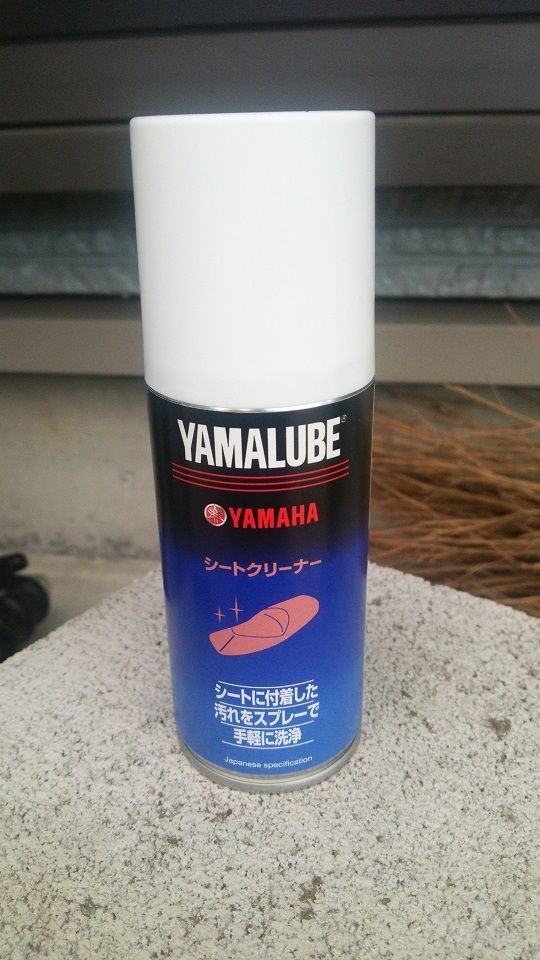 YAMALUBE®
YAMAHA
シートクリーナー
シートに付着した
汚れをスプレーで
手軽に洗浄
Japanese specification